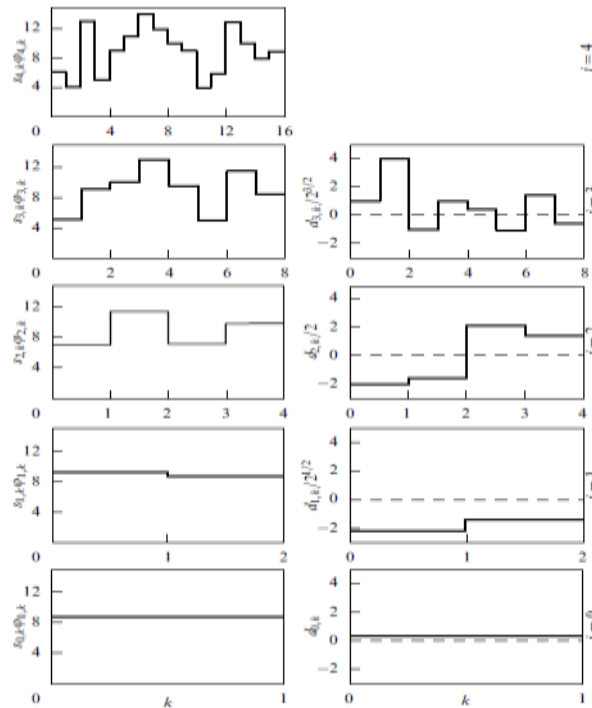 s4,kφ4,k
12
8
4
0 4 8 12 16
j=4
s3,kφ3,k
12
8
4
0 2 4 6 8
d3,k/2^3/2
4
2
0
−2
0 2 4 6 8
j=3
s2,kφ2,k
12
8
4
0 1 2 3 4
d2,k/2
4
2
0
−2
0 1 2 3 4
s1,kφ1,k
12
8
4
0 1 2
d1,k/2^1/2
4
2
0
−2
0 1 2
s0,kφ0,k
12
8
4
0 k 1
d0,k
4
2
0
−2
0 k 1